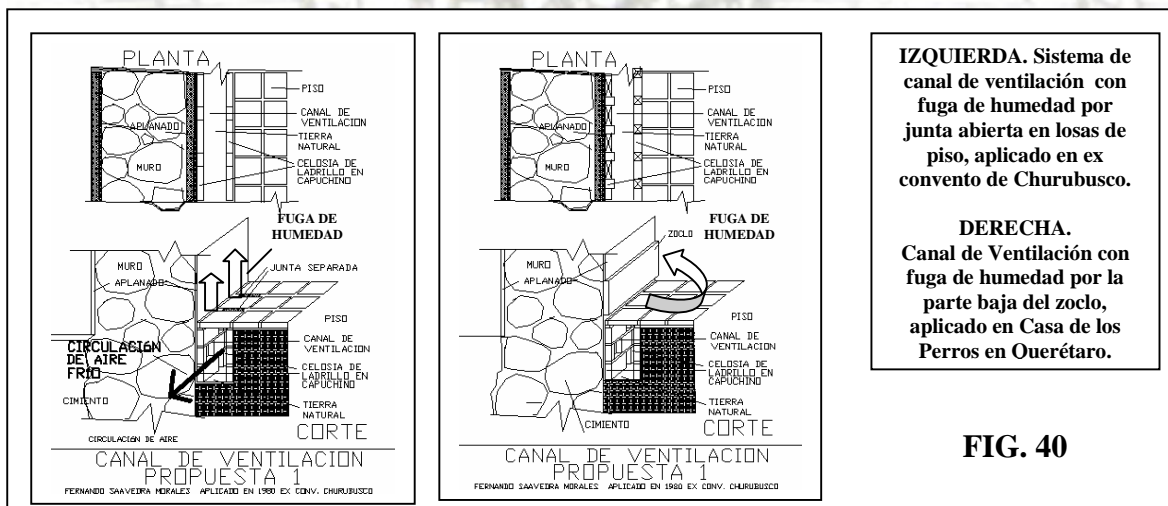 PLANTA
PISO
CANAL DE
VENTILACION
APLANADO
TIERRA
NATURAL
MURO
CELOSIA DE
LADRILLO EN
CAPUCHINO
FUGA DE
HUMEDAD
MURO
APLANADO
JUNTA SEPARADA
PISO
CANAL DE
VENTILACION
CIRCULACIÓN
DE AIRE
FRIO
CELOSIA DE
LADRILLO EN
CAPUCHINO
CIMIENTO
TIERRA
NATURAL
CIRCULACIÓN DE AIRE
CORTE
CANAL DE VENTILACION
PROPUESTA 1
FERNANDO SAAVEDRA MORALES APLICADO EN 1980 EX CONV. CHURUBUSCO
PLANTA
PISO
CANAL DE
VENTILACION
APLANADO
TIERRA
NATURAL
MURO
CELOSIA DE
LADRILLO EN
CAPUCHINO
FUGA DE
HUMEDAD
ZOCLO
MURO
APLANADO
PISO
CANAL DE
VENTILACION
CELOSIA DE
LADRILLO EN
CAPUCHINO
TIERRA
NATURAL
CIMIENTO
CORTE
CANAL DE VENTILACION
PROPUESTA 1
FERNANDO SAAVEDRA MORALES APLICADO EN 1980 EX CONV. CHURUBUSCO
IZQUIERDA. Sistema de
canal de ventilación con
fuga de humedad por
junta abierta en losas de
piso, aplicado en ex
convento de Churubusco.
DERECHA.
Canal de Ventilación con
fuga de humedad por la
parte baja del zoclo,
aplicado en Casa de los
Perros en Querétaro.
FIG. 40